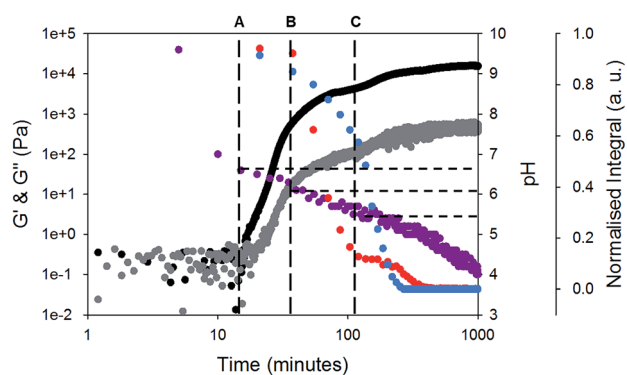 A B C
1e+5
1e+4
1e+3
1e+2
1e+1
1e+0
1e-1
1e-2
G' & G" (Pa)
1 10 100 1000
Time (minutes)
10
9
8
7
6
5
4
3
pH
1.0
0.8
0.6
0.4
0.2
0.0
Normalised Integral (a. u.)